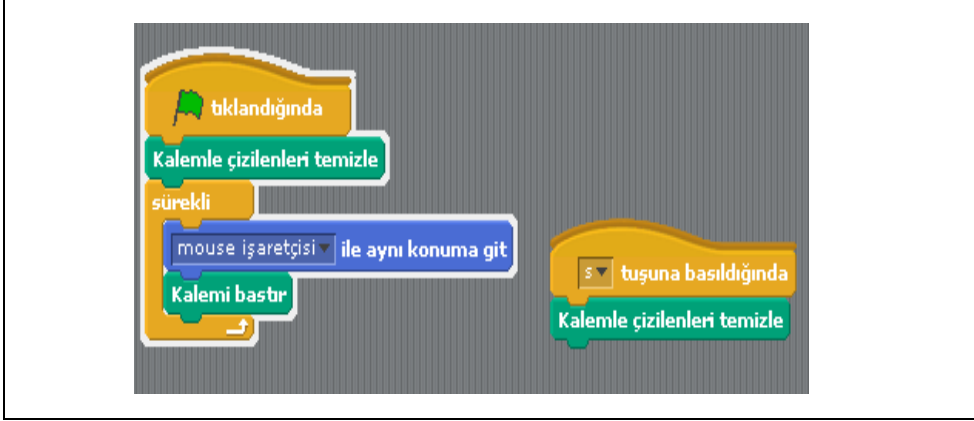 tıklandığında
Kalemle çizilenleri temizle
sürekli
mouse işaretçisi ile aynı konuma git
Kalemi bastır
s tuşuna basıldığında
Kalemle çizilenleri temizle